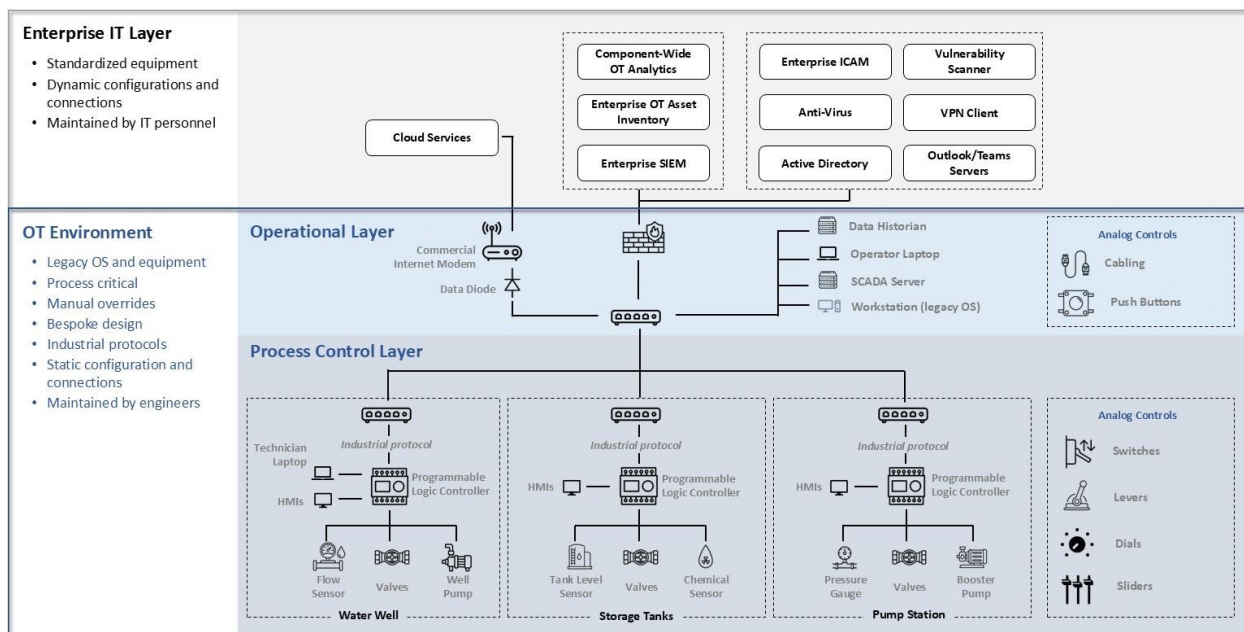 Enterprise IT Layer
• Standardized equipment
• Dynamic configurations and
connections
• Maintained by IT personnel
Cloud Services
Component-Wide
OT Analytics
Enterprise OT Asset
Inventory
Enterprise SIEM
Enterprise ICAM
Vulnerability
Scanner
Anti-Virus
VPN Client
Active Directory
Outlook/Teams
Servers
OT Environment
• Legacy OS and equipment
• Process critical
• Manual overrides
• Bespoke design
• Industrial protocols
• Static configuration and
connections
• Maintained by engineers
Operational Layer
Commercial
Internet Modem
Data Diode
Data Historian
Operator Laptop
SCADA Server
Workstation (legacy OS)
Analog Controls
Cabling
Push Buttons
Process Control Layer
Industrial protocol
Technician
Laptop
HMIs
Programmable
Logic Controller
Flow
Sensor
Valves
Well
Pump
Water Well
Industrial protocol
HMIs
Programmable
Logic Controller
Tank Level
Sensor
Valves
Chemical
Sensor
Storage Tanks
Industrial protocol
HMIs
Programmable
Logic Controller
Pressure
Gauge
Valves
Booster
Pump
Pump Station
Analog Controls
Switches
Levers
Dials
Sliders